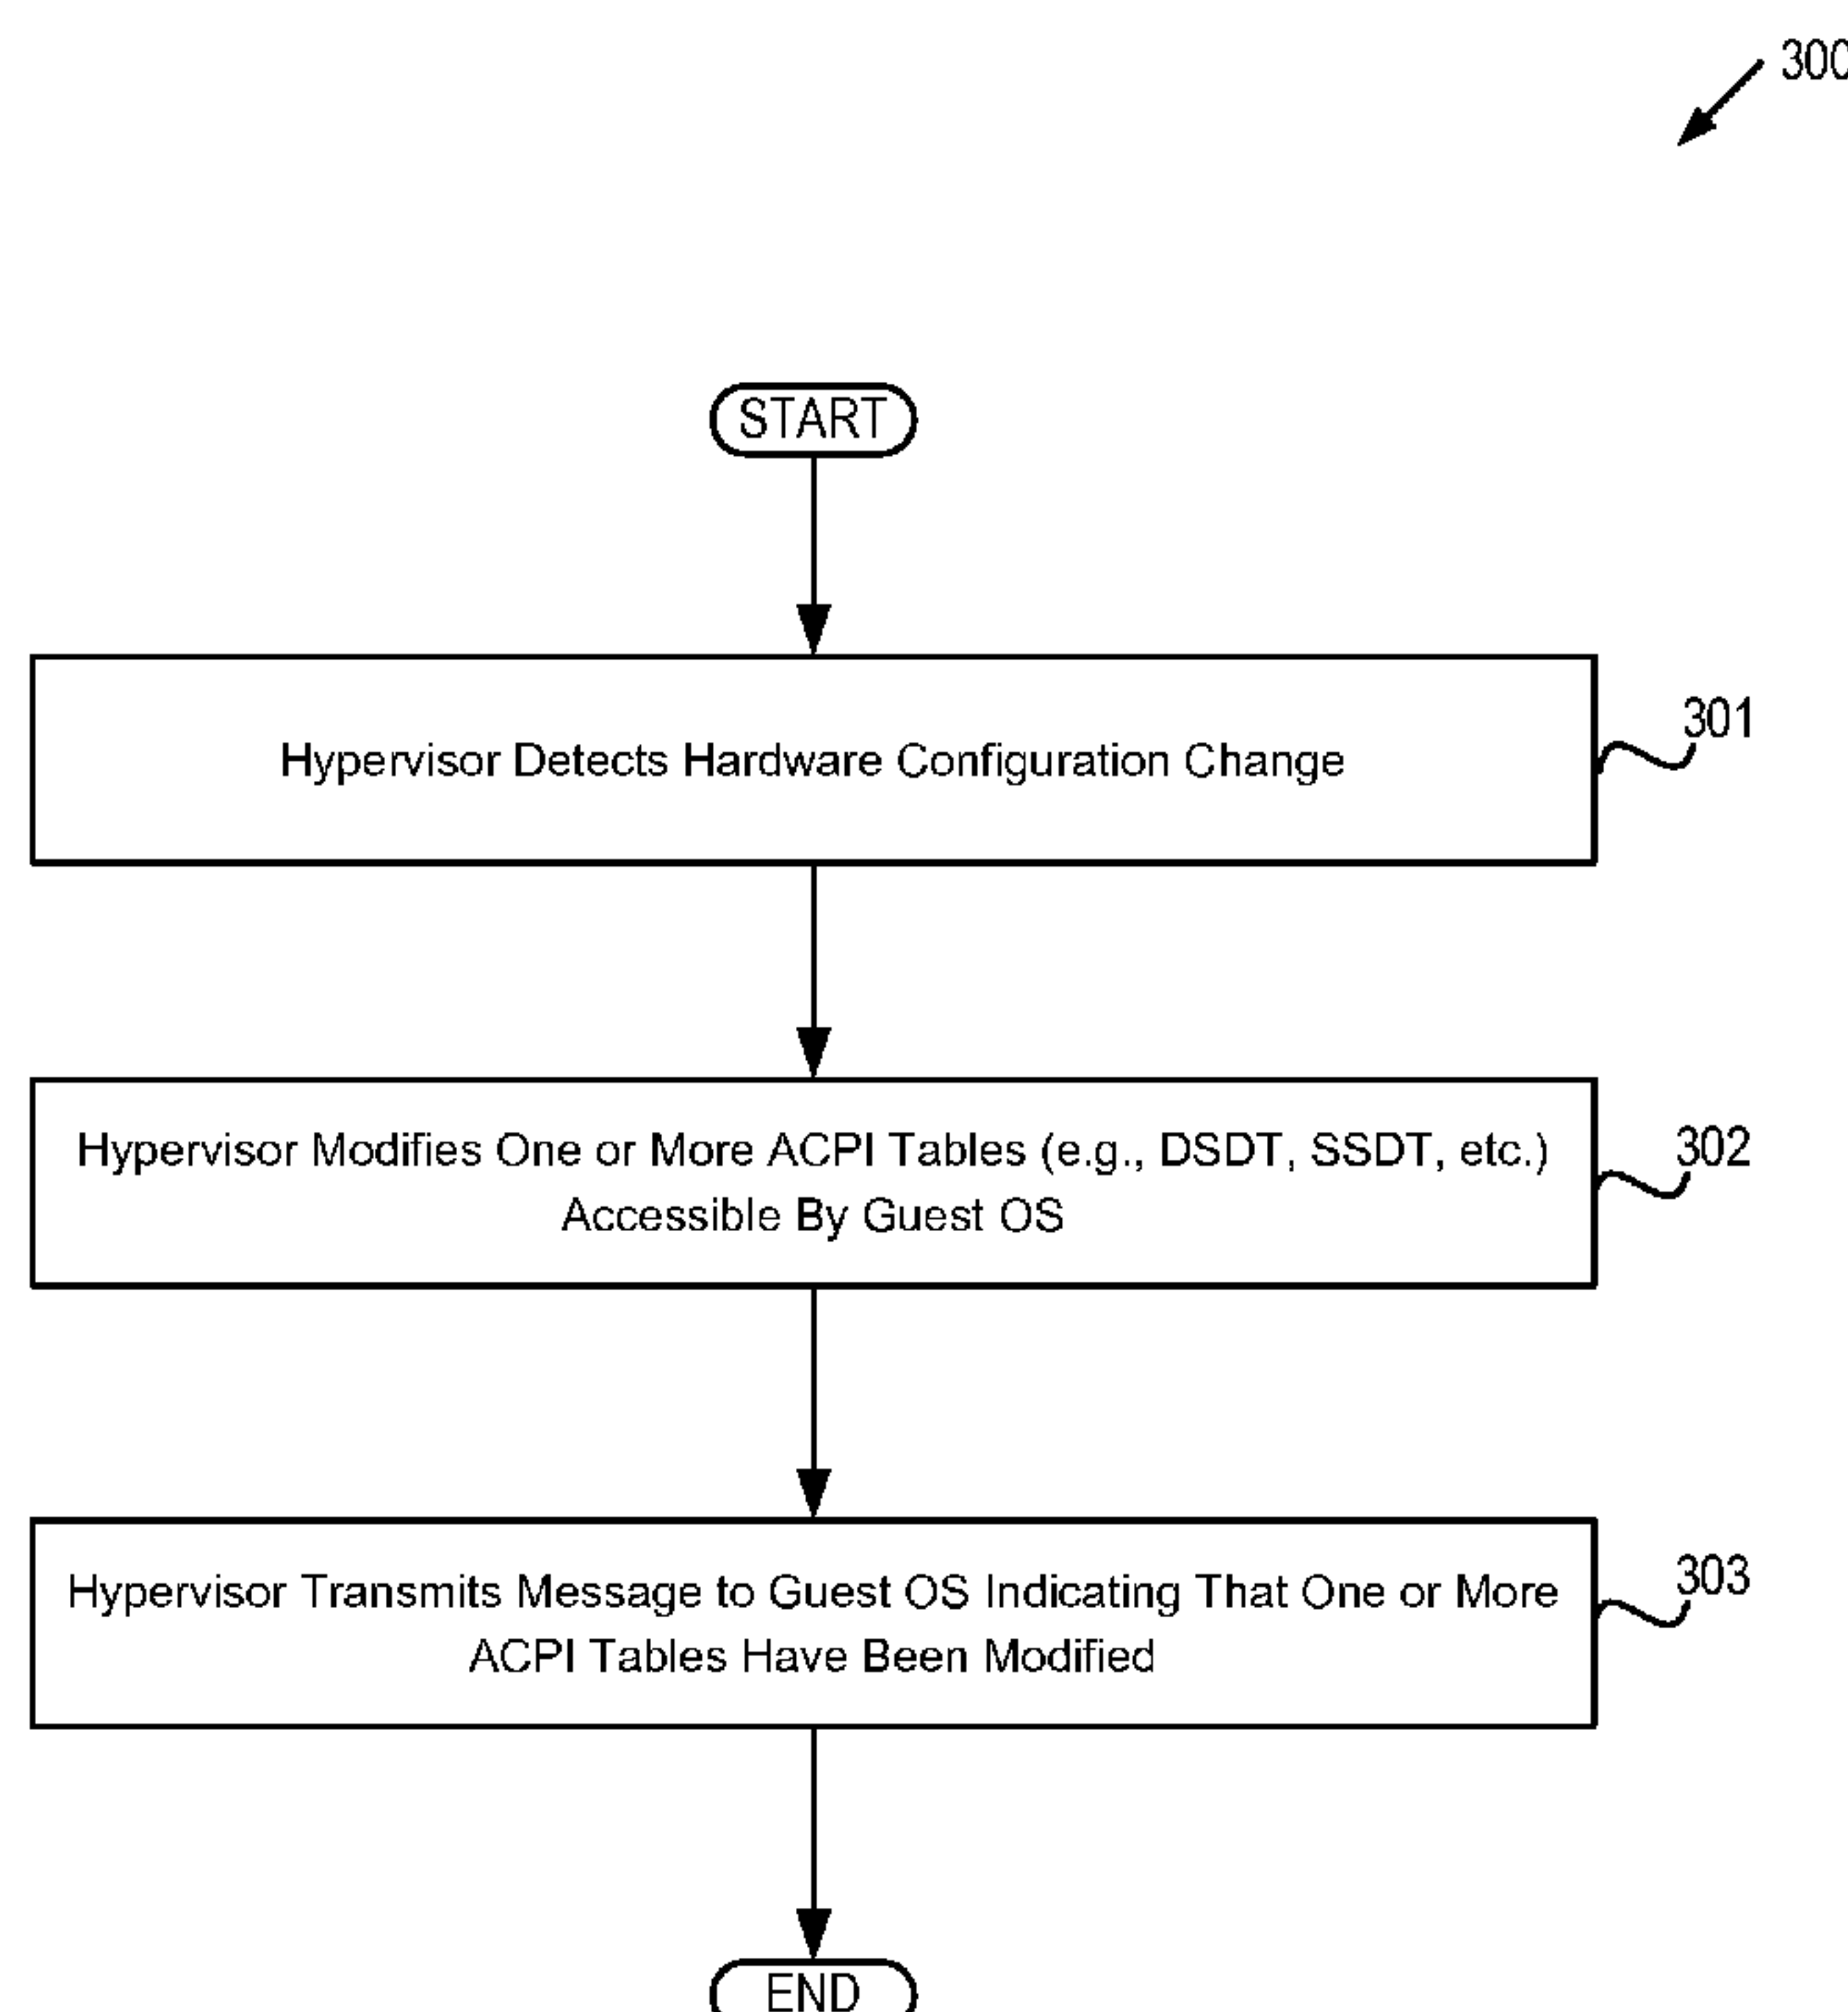 300
START
Hypervisor Detects Hardware Configuration Change
301
Hypervisor Modifies One or More ACPI Tables (e.g., DSDT, SSDT, etc.)
Accessible By Guest OS
302
Hypervisor Transmits Message to Guest OS Indicating That One or More
ACPI Tables Have Been Modified
303
END